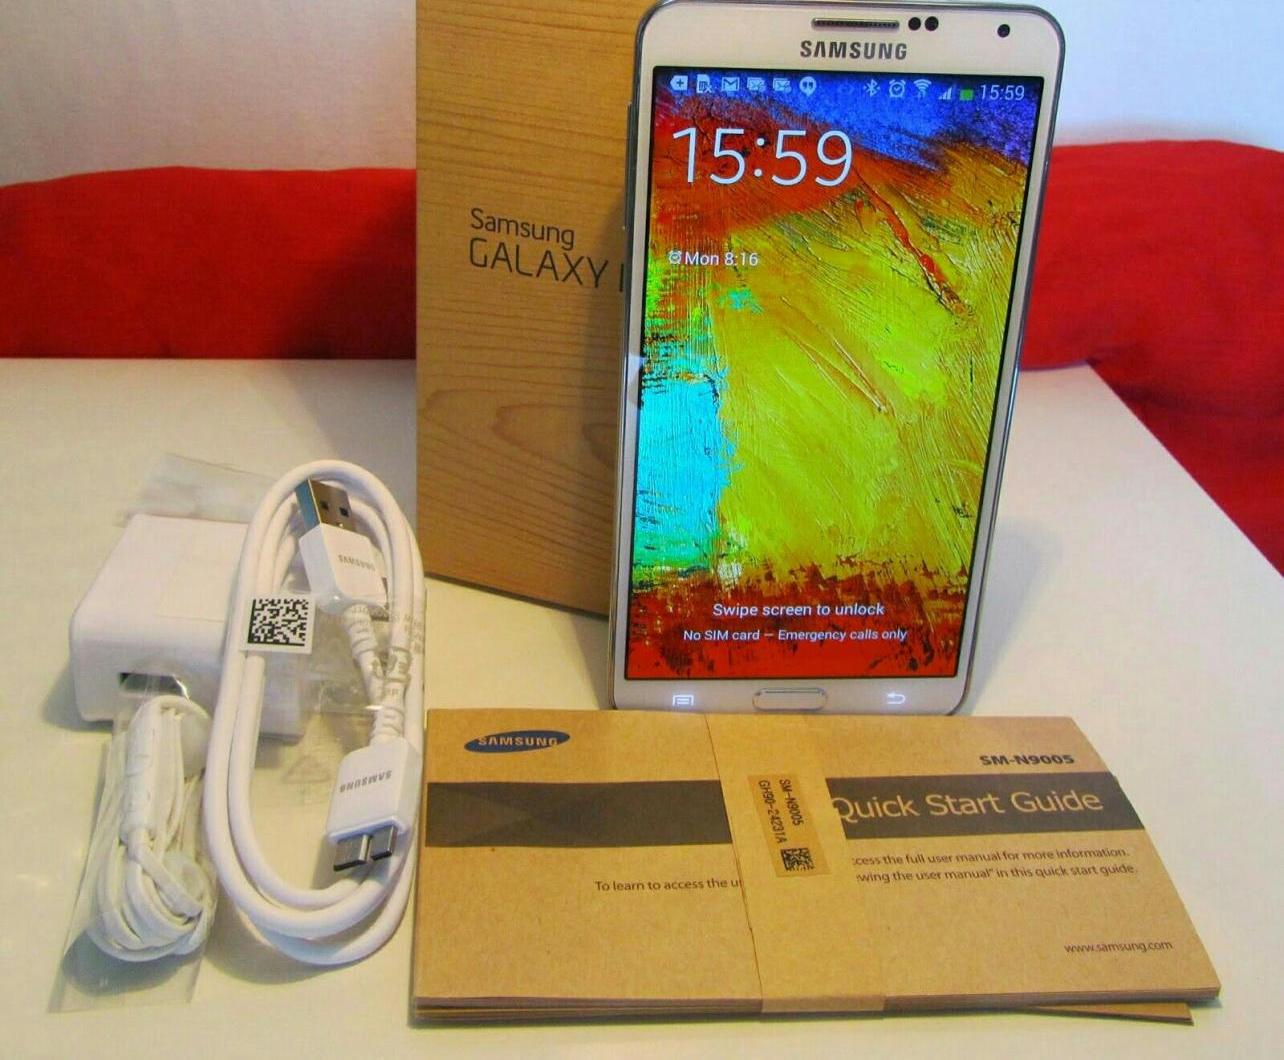 SAMSUNG
15:59
15:59
Mon 8:16
Samsung
GALAXY
Swipe screen to unlock
No SIM card — Emergency calls only
SAMSUNG
SAMSUNG
SAMSUNG
SM-N9005
Quick Start Guide
SM-N9005
GH90-24231A
To learn to access the u
ccess the full user manual for more information.
wing the user manual" in this quick start guide.
www.samsung.com